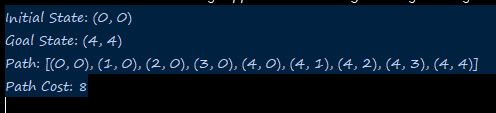 Initial State: (0, 0)
Goal State: (4, 4)
Path: [(0, 0), (1, 0), (2, 0), (3, 0), (4, 0), (4, 1), (4, 2), (4, 3), (4, 4)]
Path Cost: 8